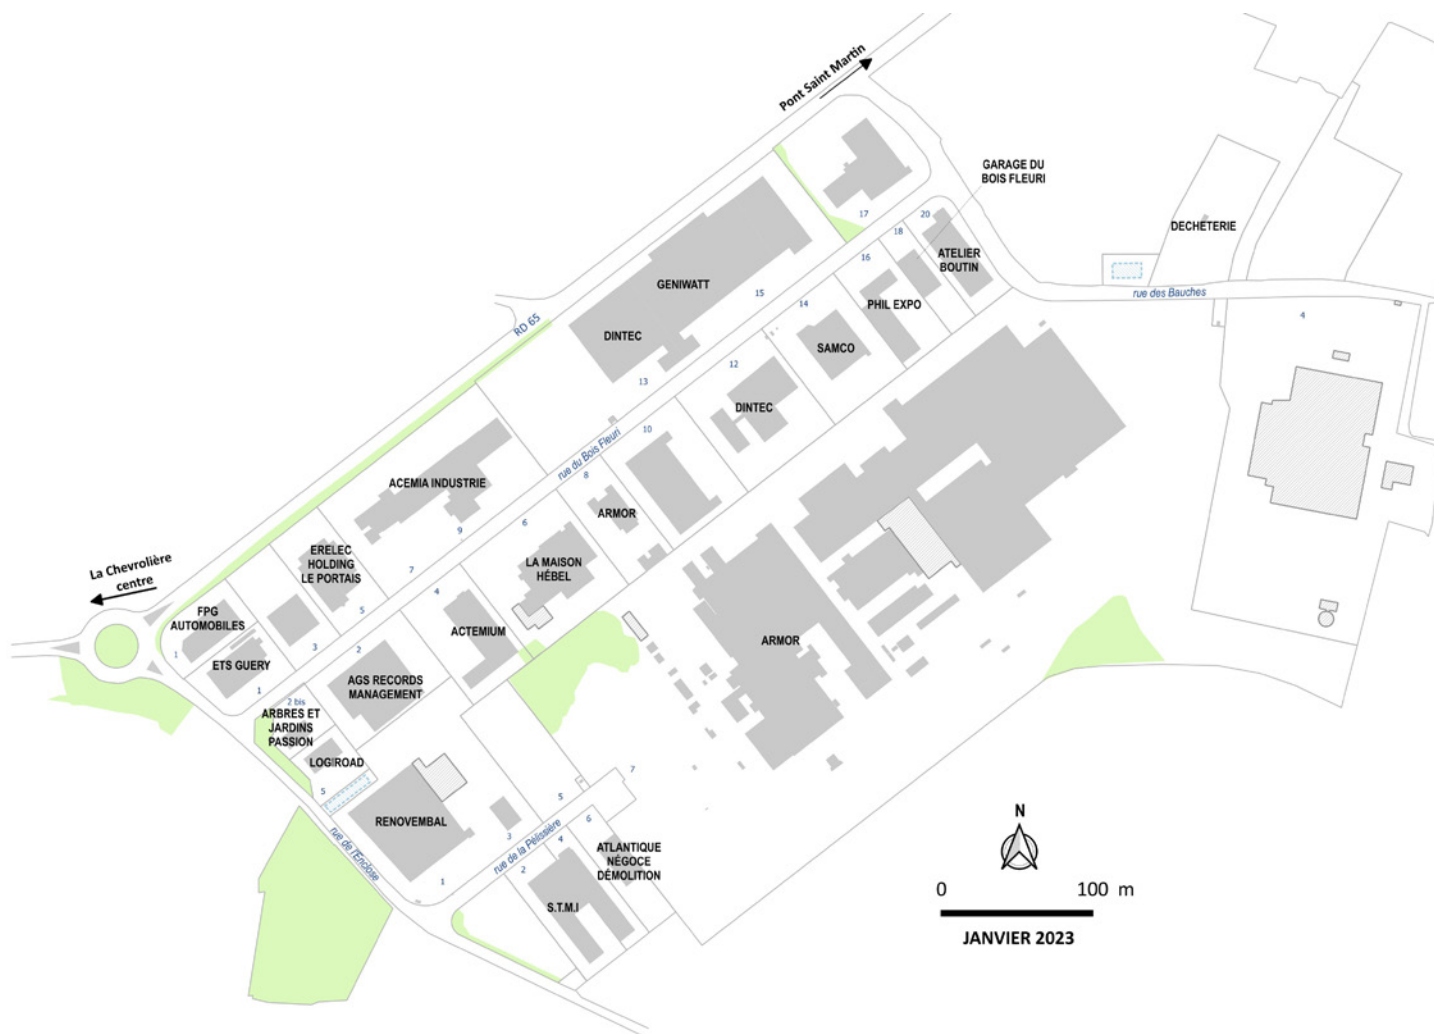 Pont Saint Martin
GARAGE DU
BOIS FLEURI
17
20
18
16
DECHETERIE
ATELIER
BOUTIN
GENIWATT
15
14
PHIL EXPO
rue des Bauches
4
RD 65
DINTEC
SAMCO
13
12
DINTEC
10
rue du Bois Fleuri
8
ACEMIA INDUSTRIE
ARMOR
9
6
ERELEC
HOLDING
LE PORTAIS
LA MAISON
HÉBEL
7
La Chevrolière
centre
4
5
FPG
AUTOMOBILES
1
ACTEMIUM
ARMOR
3
2
ETS GUERY
AGS RECORDS
MANAGEMENT
1
2 bis
ARBRES ET
JARDINS
PASSION
LOGIROAD
5
7
5
RENOVEMBAL
3
6
rue de l'Enclose
rue de la Pélissière
4
ATLANTIQUE
NÉGOCE
DÉMOLITION
2
1
S.T.M.I
N
0 100 m
JANVIER 2023